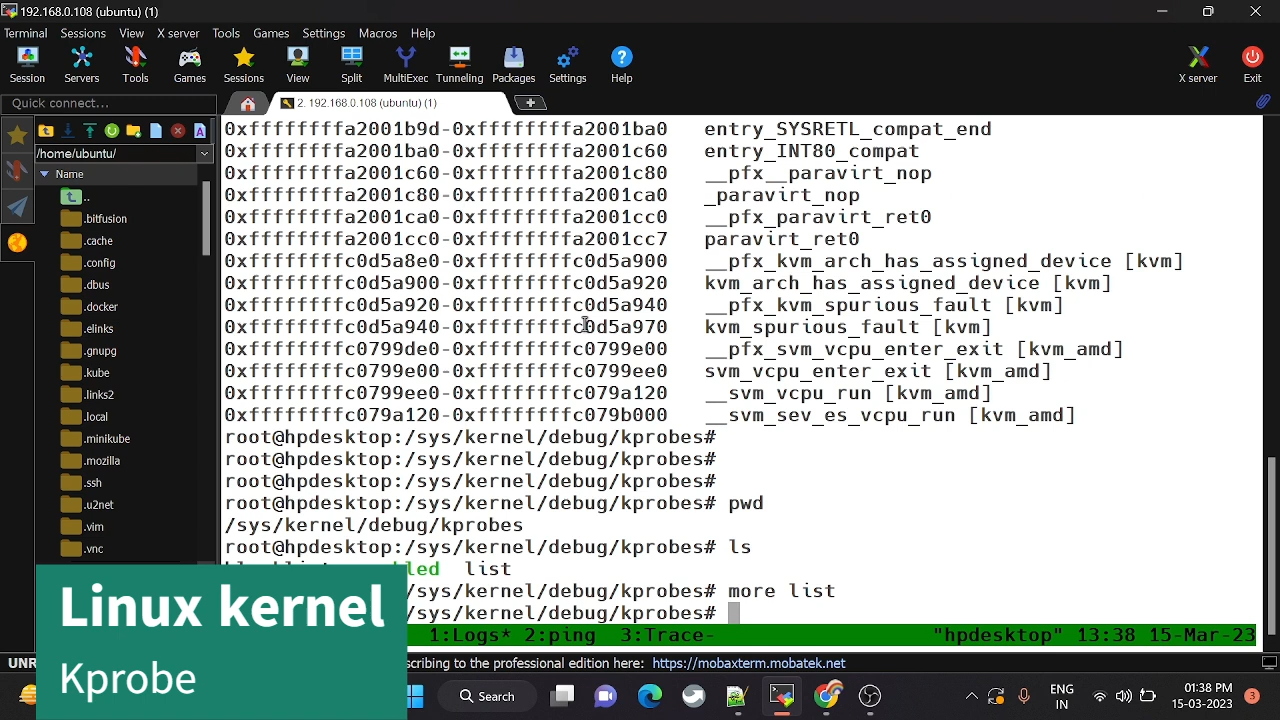 192.168.0.108 (ubuntu) (1)
Terminal Sessions View X server Tools Games Settings Macros Help
Session Servers Tools Games Sessions View Split MultiExec Tunneling Packages Settings Help X server Exit
Quick connect...
2. 192.168.0.108 (ubuntu) (1)
/home/ubuntu/
Name
..
.bitfusion
.cache
.config
.dbus
.docker
.elinks
.gnupg
.kube
.links2
.local
.minikube
.mozilla
.ssh
.u2net
.vim
.vnc
0xffffffffa2001b9d-0xffffffffa2001ba0 entry_SYSRETL_compat_end
0xffffffffa2001ba0-0xffffffffa2001c60 entry_INT80_compat
0xffffffffa2001c60-0xffffffffa2001c80 __pfx__paravirt_nop
0xffffffffa2001c80-0xffffffffa2001ca0 _paravirt_nop
0xffffffffa2001ca0-0xffffffffa2001cc0 __pfx_paravirt_ret0
0xffffffffa2001cc0-0xffffffffa2001cc7 paravirt_ret0
0xffffffffc0d5a8e0-0xffffffffc0d5a900 __pfx_kvm_arch_has_assigned_device [kvm]
0xffffffffc0d5a900-0xffffffffc0d5a920 kvm_arch_has_assigned_device [kvm]
0xffffffffc0d5a920-0xffffffffc0d5a940 __pfx_kvm_spurious_fault [kvm]
0xffffffffc0d5a940-0xffffffffc0d5a970 kvm_spurious_fault [kvm]
0xffffffffc0799de0-0xffffffffc0799e00 __pfx_svm_vcpu_enter_exit [kvm_amd]
0xffffffffc0799e00-0xffffffffc0799ee0 svm_vcpu_enter_exit [kvm_amd]
0xffffffffc0799ee0-0xffffffffc079a120 __svm_vcpu_run [kvm_amd]
0xffffffffc079a120-0xffffffffc079b000 __svm_sev_es_vcpu_run [kvm_amd]
root@hpdesktop:/sys/kernel/debug/kprobes#
root@hpdesktop:/sys/kernel/debug/kprobes#
root@hpdesktop:/sys/kernel/debug/kprobes#
root@hpdesktop:/sys/kernel/debug/kprobes# pwd
/sys/kernel/debug/kprobes
root@hpdesktop:/sys/kernel/debug/kprobes# ls
led list
/sys/kernel/debug/kprobes# more list
/sys/kernel/debug/kprobes#
1:Logs* 2:ping 3:Trace- "hpdesktop" 13:38 15-Mar-23
UNR
scribing to the professional edition here: https://mobaxterm.mobatek.net
Linux kernel
Kprobe
Search
ENG
IN
01:38 PM
15-03-2023
3